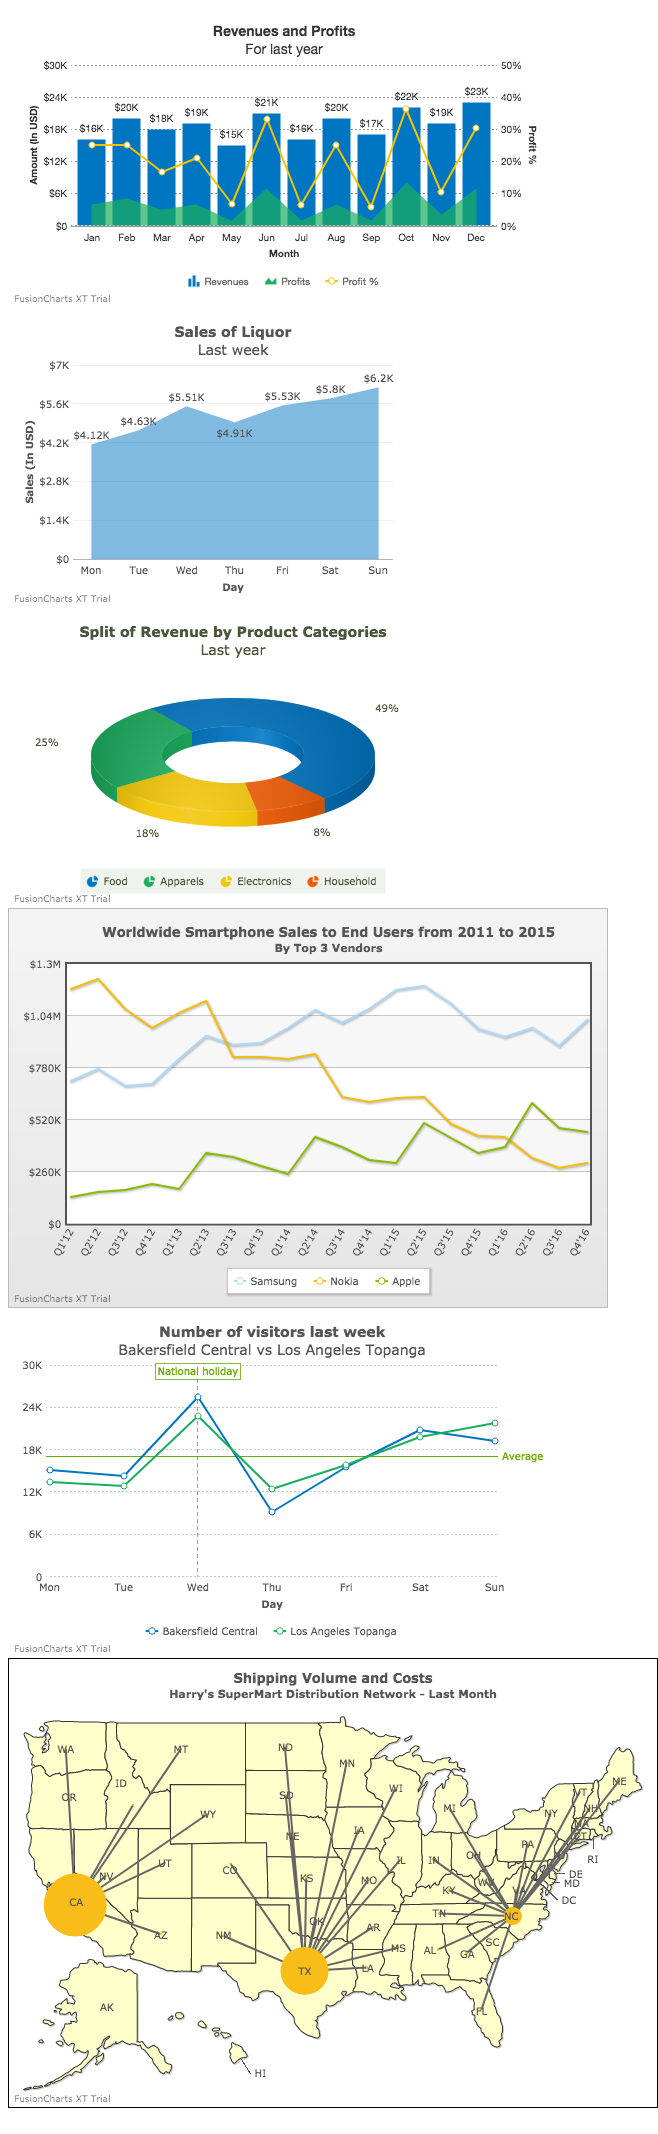 Revenues and Profits
For last year
$30K 50%
$24K 40%
$18K 30%
$12K 20%
$6K 10%
$0 0%
Amount (In USD)
Profit %
$16K $20K $18K $19K $15K $21K $16K $20K $17K $22K $19K $23K
Jan Feb Mar Apr May Jun Jul Aug Sep Oct Nov Dec
Month
Revenues Profits Profit %
FusionCharts XT Trial
Sales of Liquor
Last week
$7K
$5.6K
$4.2K
$2.8K
$1.4K
$0
Sales (In USD)
$4.12K $4.63K $5.51K $4.91K $5.53K $5.8K $6.2K
Mon Tue Wed Thu Fri Sat Sun
Day
FusionCharts XT Trial
Split of Revenue by Product Categories
Last year
49%
25%
18% 8%
Food Apparels Electronics Household
FusionCharts XT Trial
Worldwide Smartphone Sales to End Users from 2011 to 2015
By Top 3 Vendors
$1.3M
$1.04M
$780K
$520K
$260K
$0
Q1'12 Q2'12 Q3'12 Q4'12 Q1'13 Q2'13 Q3'13 Q4'13 Q1'14 Q2'14 Q3'14 Q4'14 Q1'15 Q2'15 Q3'15 Q4'15 Q1'16 Q2'16 Q3'16 Q4'16
Samsung Nokia Apple
FusionCharts XT Trial
Number of visitors last week
Bakersfield Central vs Los Angeles Topanga
30K
National holiday
24K
18K
Average
12K
6K
0
Mon Tue Wed Thu Fri Sat Sun
Day
Bakersfield Central Los Angeles Topanga
FusionCharts XT Trial
Shipping Volume and Costs
Harry's SuperMart Distribution Network - Last Month
WA MT ND MN
ID SD WI ME
OR VT
WY MI NY NH
NE IA MA
CT
UT CO IL IN OH PA RI
NV KS MO KY WV DE
MD
CA VA DC
OK AR TN NC
AZ NM MS AL GA SC
TX LA
AK FL
HI
FusionCharts XT Trial